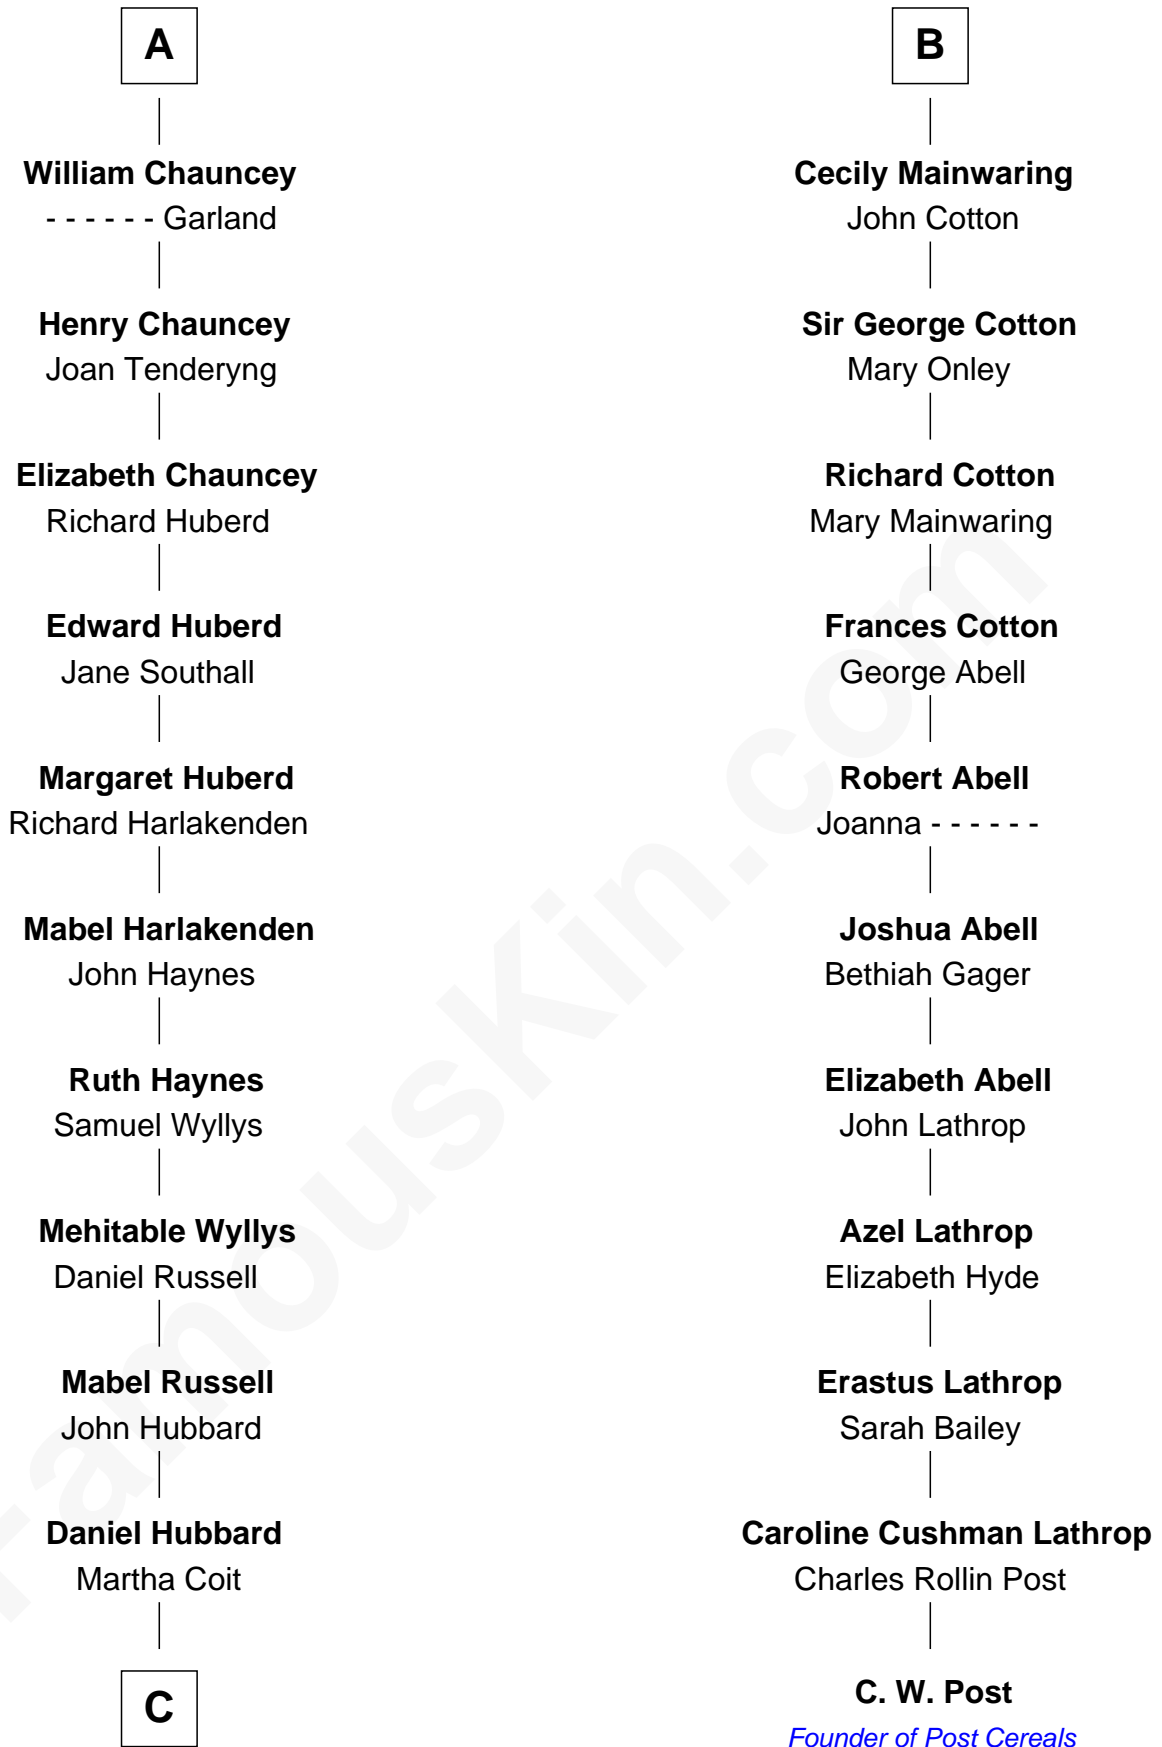 A
William Chauncey
- - - - - - Garland
Henry Chauncey
Joan Tenderyng
Elizabeth Chauncey
Richard Huberd
Edward Huberd
Jane Southall
Margaret Huberd
Richard Harlakenden
Mabel Harlakenden
John Haynes
Ruth Haynes
Samuel Wyllys
Mehitable Wyllys
Daniel Russell
Mabel Russell
John Hubbard
Daniel Hubbard
Martha Coit
C
B
Cecily Mainwaring
John Cotton
Sir George Cotton
Mary Onley
Richard Cotton
Mary Mainwaring
Frances Cotton
George Abell
Robert Abell
Joanna - - - - - -
Joshua Abell
Bethiah Gager
Elizabeth Abell
John Lathrop
Azel Lathrop
Elizabeth Hyde
Erastus Lathrop
Sarah Bailey
Caroline Cushman Lathrop
Charles Rollin Post
C. W. Post
Founder of Post Cereals
FamousKin.com